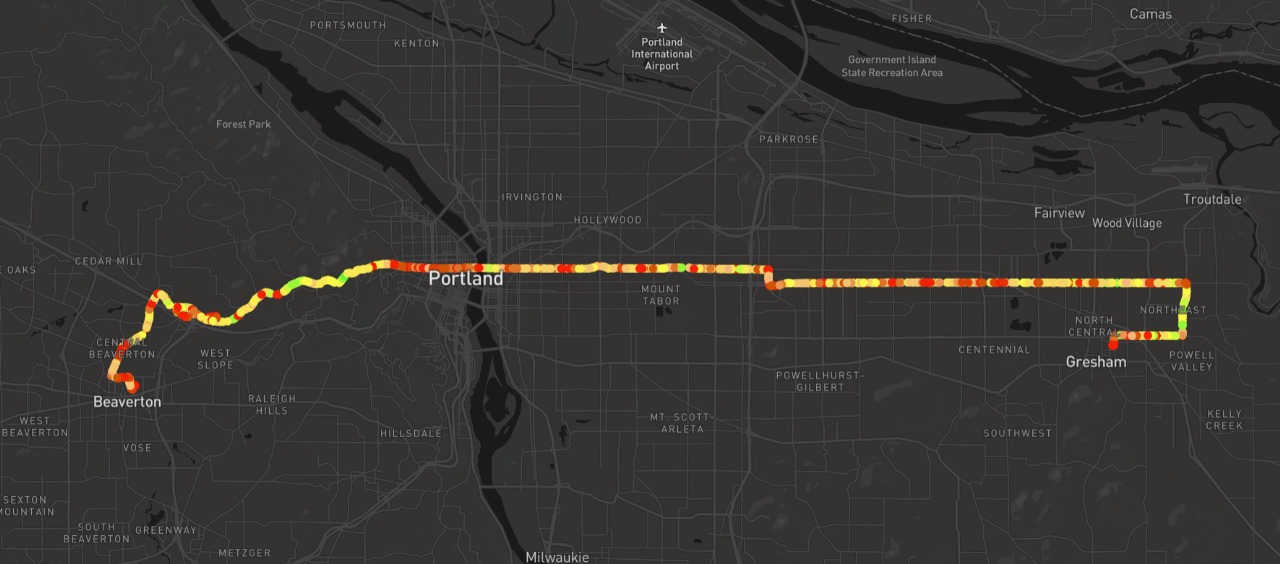 Camas
FISHER
PORTSMOUTH
KENTON
Portland
International
Airport
Government Island
State Recreation Area
Forest Park
PARKROSE
IRVINGTON
HOLLYWOOD
Troutdale
Fairview
Wood Village
CEDAR MILL
E OAKS
Portland
MOUNT
TABOR
NORTHEAST
NORTH
CENTRAL
CENTRAL
BEAVERTON
WEST
SLOPE
CENTENNIAL
Gresham
POWELL
VALLEY
POWELLHURST-
GILBERT
Beaverton
RALEIGH
HILLS
WEST
BEAVERTON
VOSE
HILLSDALE
MT. SCOTT-
ARLETA
SOUTHWEST
KELLY
CREEK
SEXTON
MOUNTAIN
SOUTH
BEAVERTON
GREENWAY
METZGER
Milwaukie